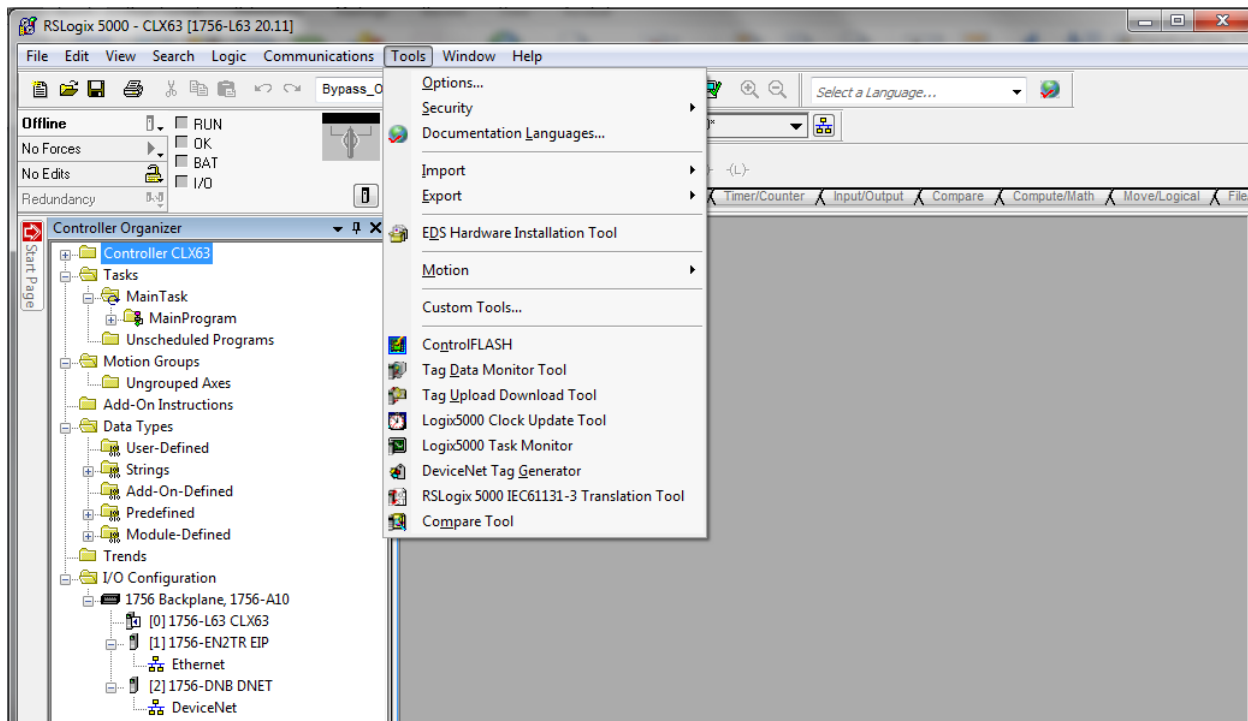 RSLogix 5000 - CLX63 [1756-L63 20.11]
File Edit View Search Logic Communications Tools Window Help
Bypass_O
Select a Language...
Offline
RUN
No Forces
OK
No Edits
BAT
Redundancy
I/O
-(L)-
Timer/Counter Input/Output Compare Compute/Math Move/Logical File
Start Page
Controller Organizer
Controller CLX63
Tasks
MainTask
MainProgram
Unscheduled Programs
Motion Groups
Ungrouped Axes
Add-On Instructions
Data Types
User-Defined
Strings
Add-On-Defined
Predefined
Module-Defined
Trends
I/O Configuration
1756 Backplane, 1756-A10
[0] 1756-L63 CLX63
[1] 1756-EN2TR EIP
Ethernet
[2] 1756-DNB DNET
DeviceNet
Options...
Security
Documentation Languages...
Import
Export
EDS Hardware Installation Tool
Motion
Custom Tools...
ControlFLASH
Tag Data Monitor Tool
Tag Upload Download Tool
Logix5000 Clock Update Tool
Logix5000 Task Monitor
DeviceNet Tag Generator
RSLogix 5000 IEC61131-3 Translation Tool
Compare Tool